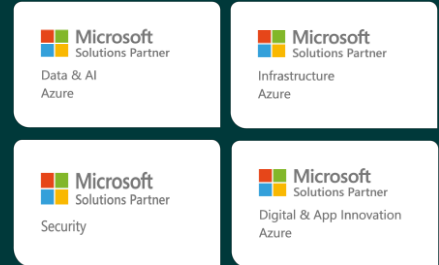 Microsoft
Solutions Partner
Data & AI
Azure
Microsoft
Solutions Partner
Infrastructure
Azure
Microsoft
Solutions Partner
Security
Microsoft
Solutions Partner
Digital & App Innovation
Azure